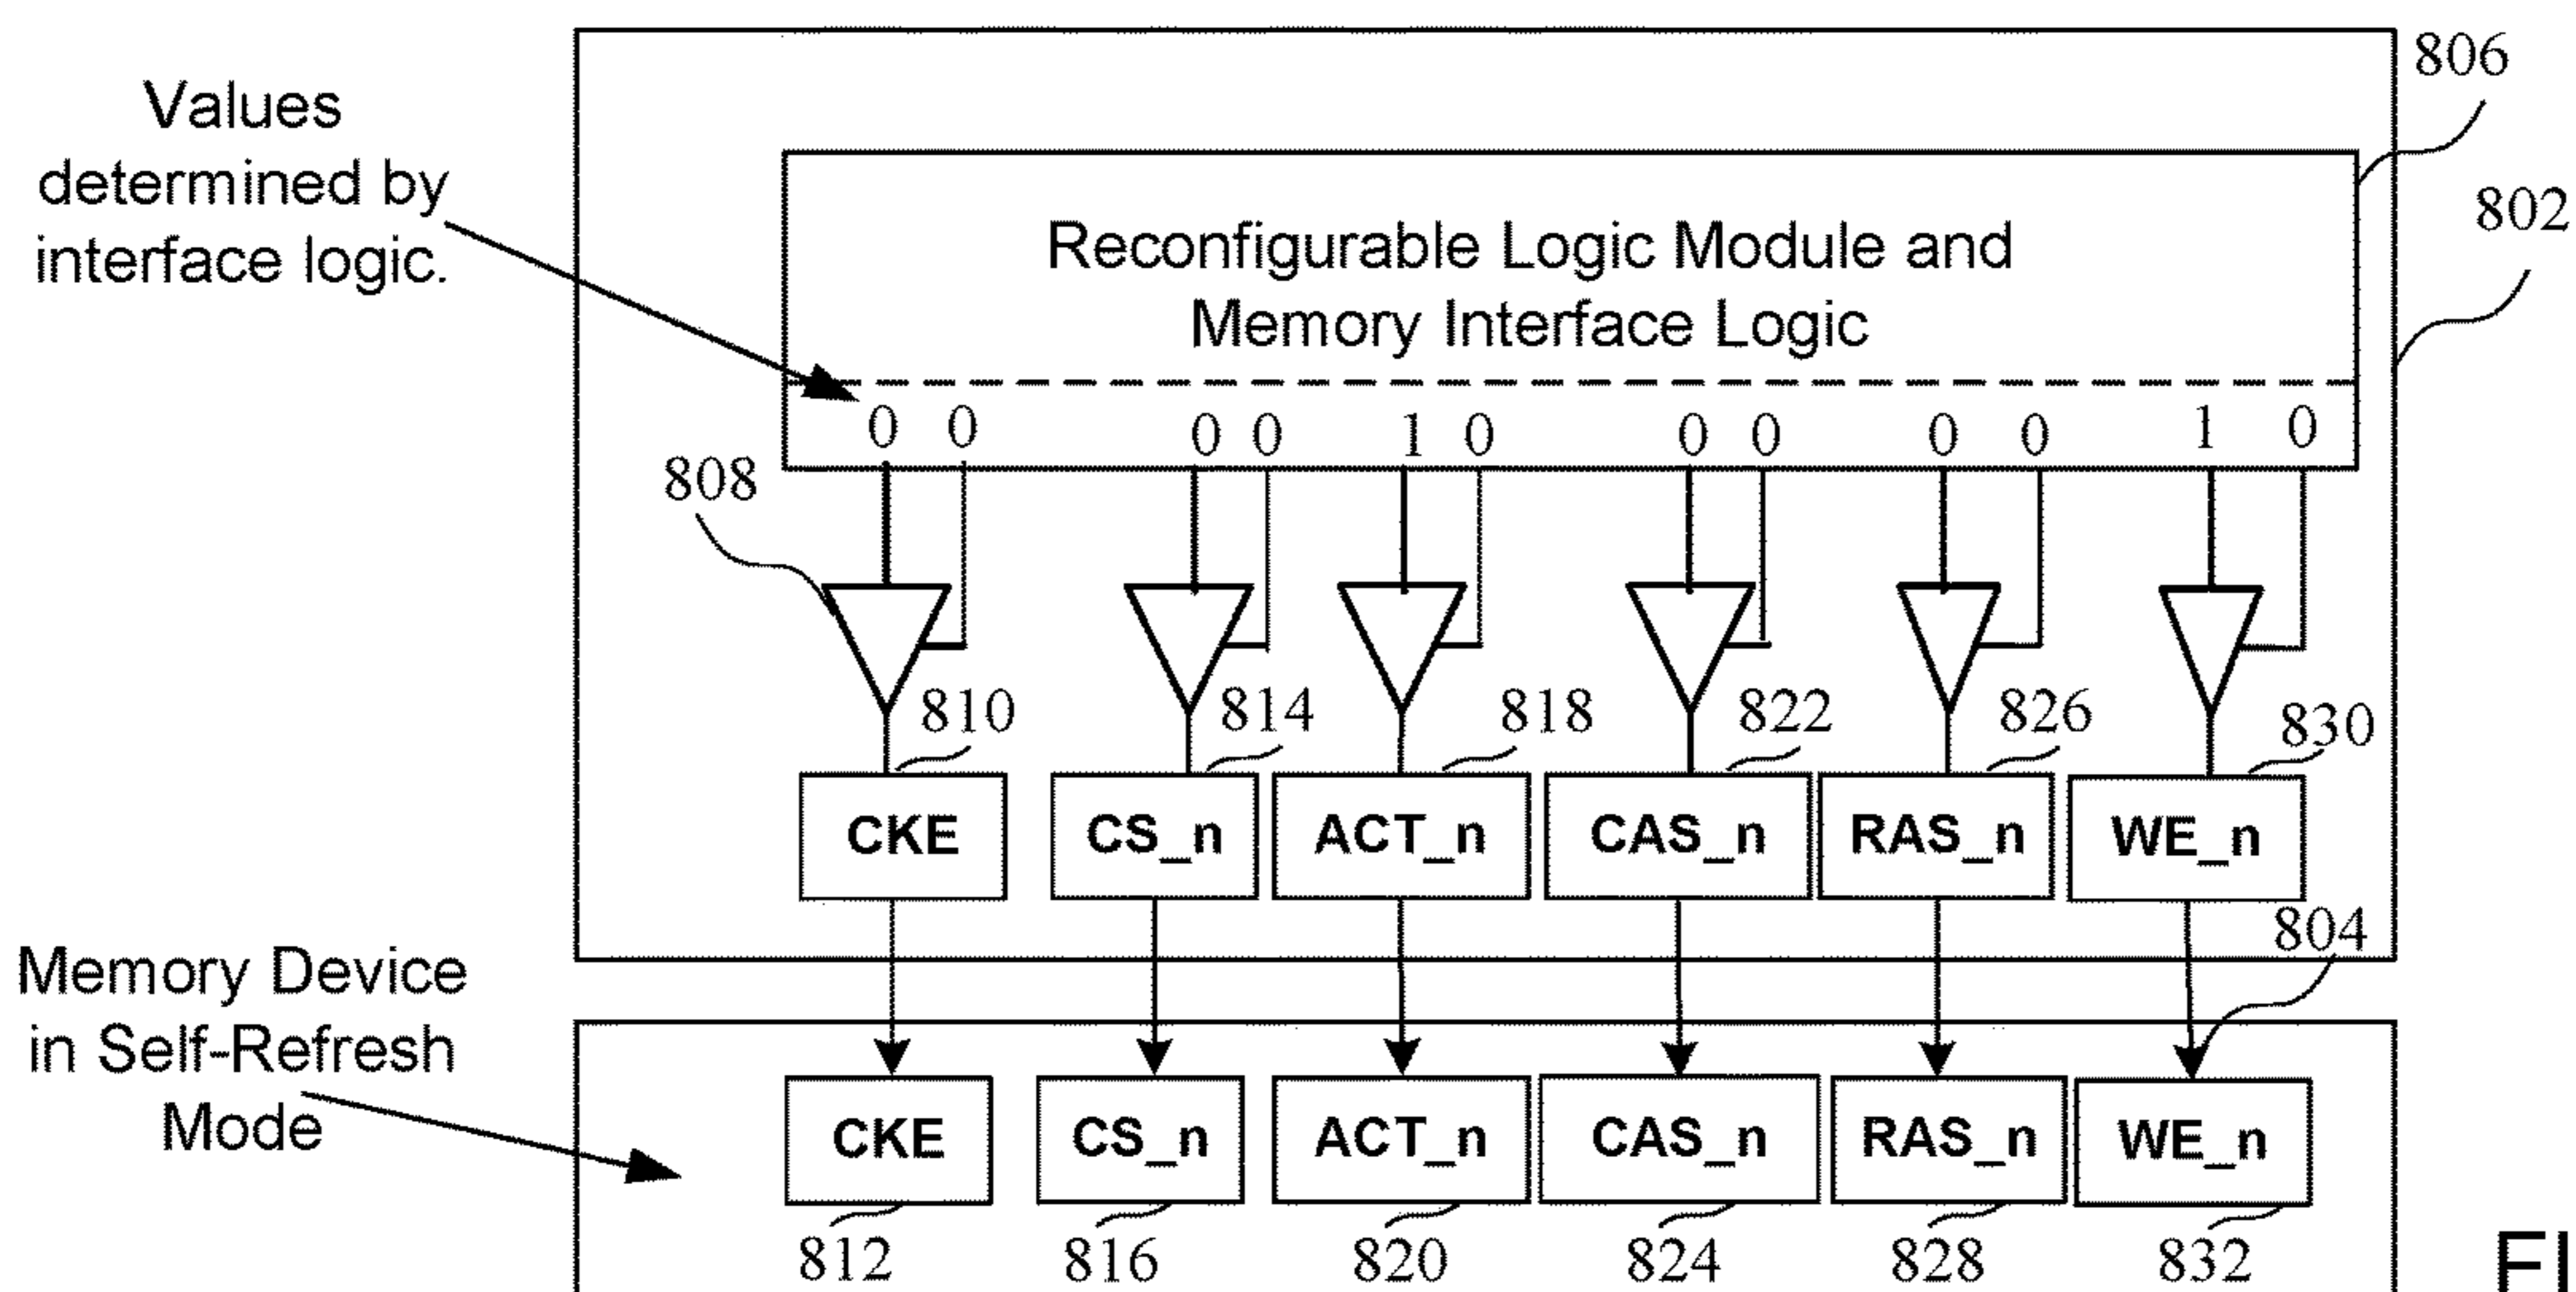 806
Values
determined by
interface logic.
802
Reconfigurable Logic Module and
Memory Interface Logic
0 0 0 0 1 0 0 0 0 0 1 0
808
810 814 818 822 826 830
CKE CS_n ACT_n CAS_n RAS_n WE_n
804
Memory Device
in Self-Refresh
Mode
CKE CS_n ACT_n CAS_n RAS_n WE_n
812 816 820 824 828 832